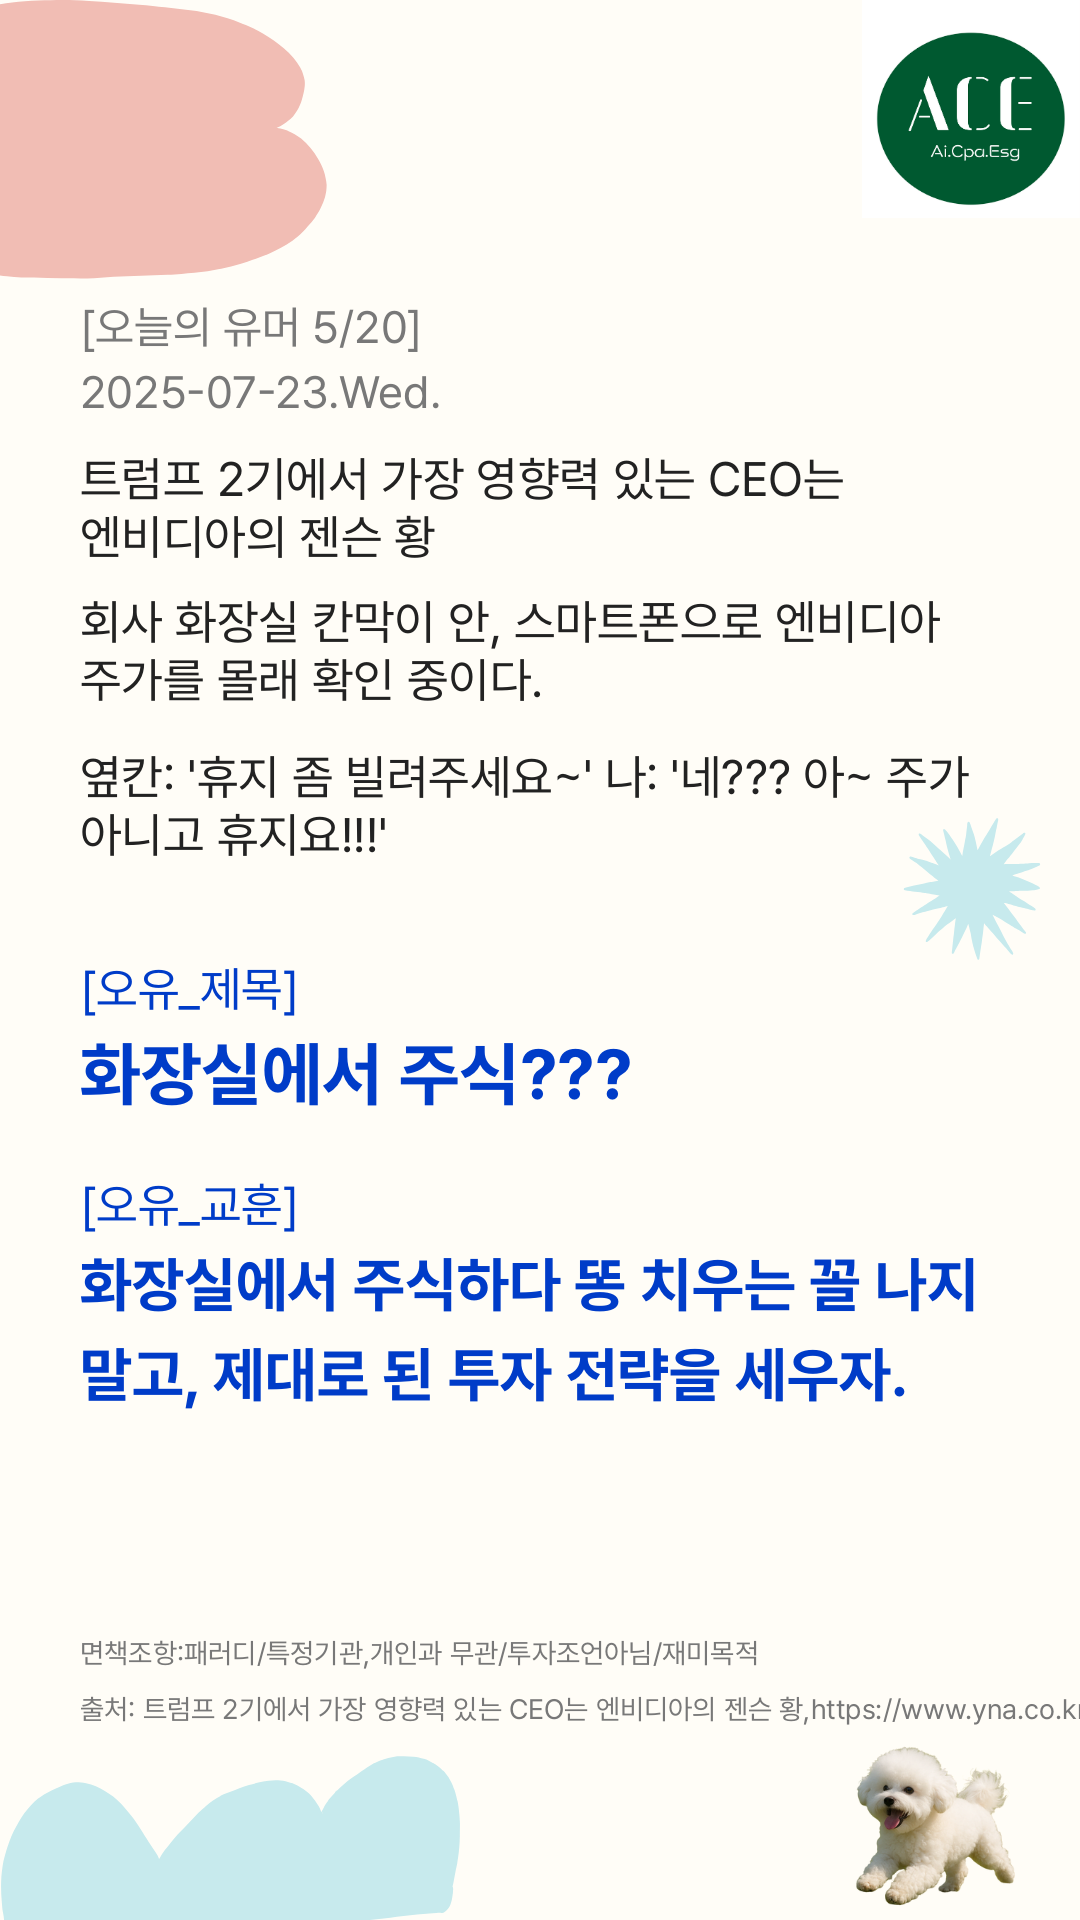 ACE
Ai.Cpa.Esg
[오늘의 유머 5/20]
2025-07-23.Wed.
트럼프 2기에서 가장 영향력 있는 CEO는
엔비디아의 젠슨 황
회사 화장실 칸막이 안, 스마트폰으로 엔비디아
주가를 몰래 확인 중이다.
옆칸: '휴지 좀 빌려주세요~' 나: '네??? 아~ 주가
아니고 휴지요!!!'
[오유_제목]
화장실에서 주식???
[오유_교훈]
화장실에서 주식하다 똥 치우는 꼴 나지
말고, 제대로 된 투자 전략을 세우자.
면책조항:패러디/특정기관,개인과 무관/투자조언아님/재미목적
출처: 트럼프 2기에서 가장 영향력 있는 CEO는 엔비디아의 젠슨 황,https://www.yna.co.kr